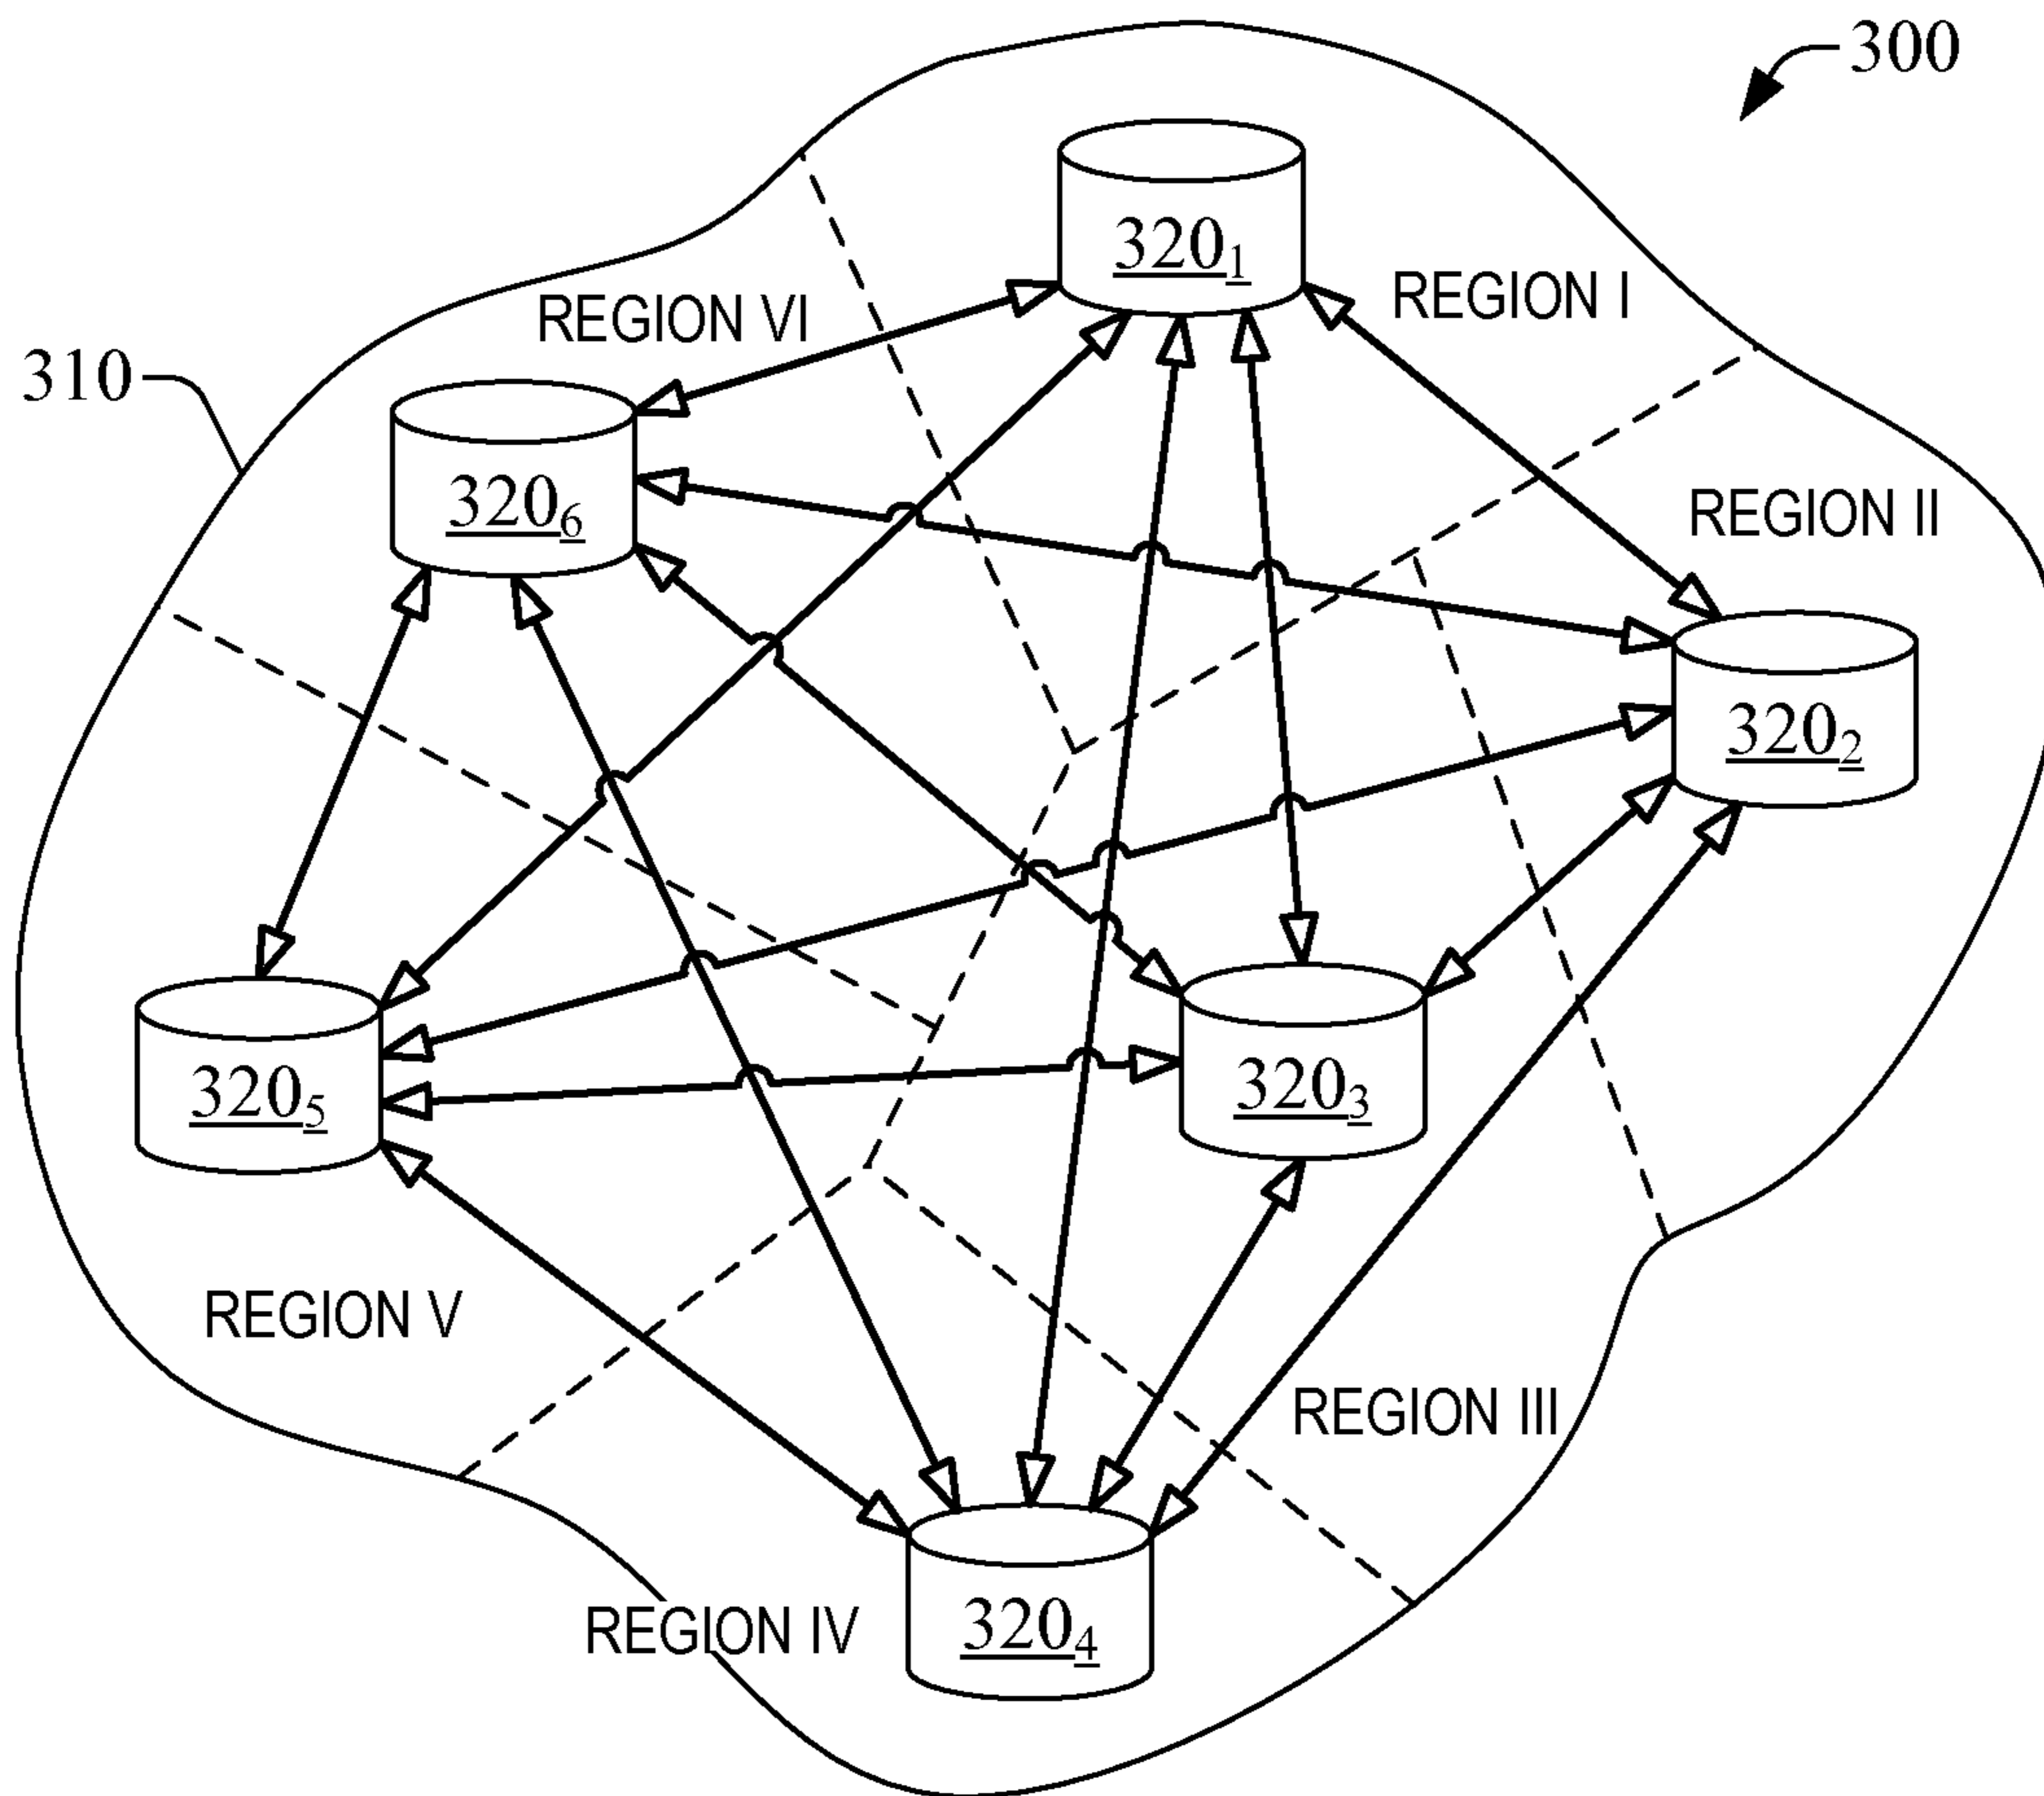 300
320₁
REGION I
REGION VI
310
320₆
REGION II
320₂
320₃
320₅
REGION V
REGION III
REGION IV
320₄